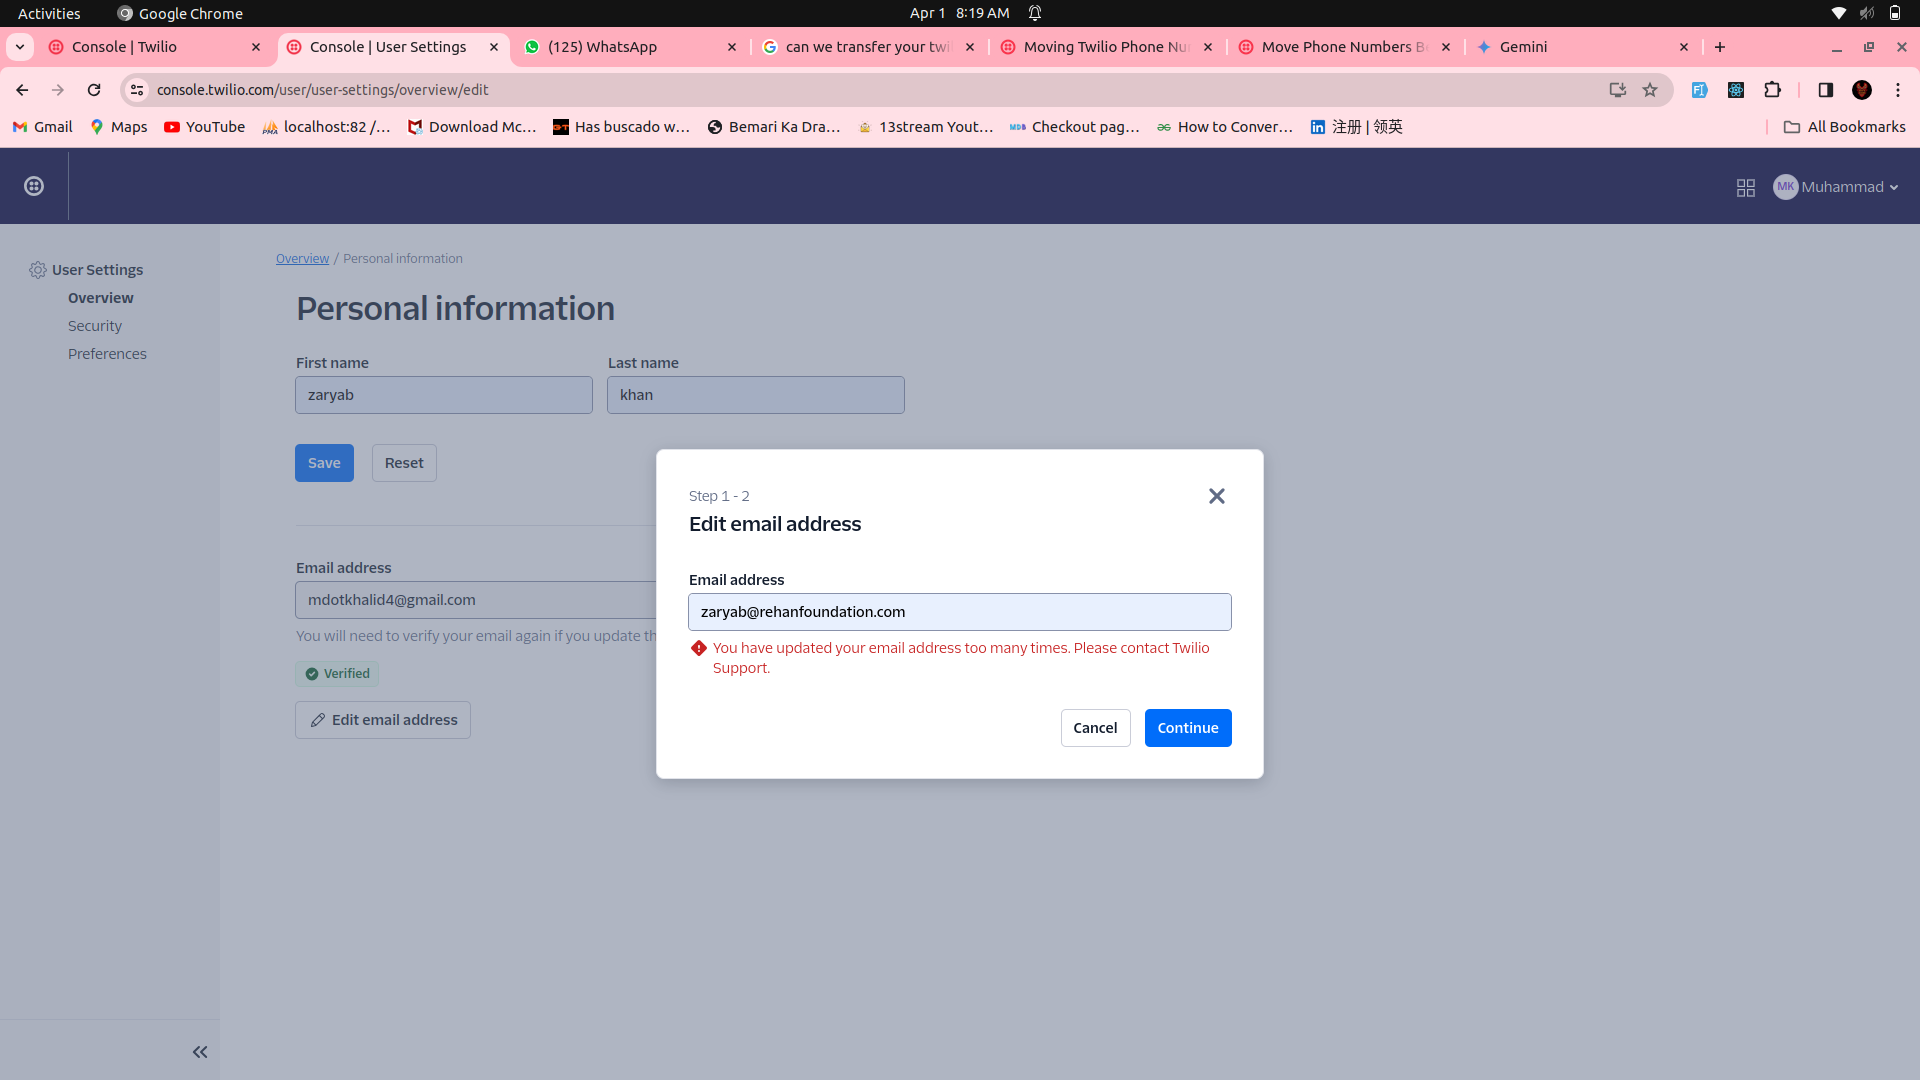 Activities Google Chrome Apr 1 8:19 AM
Console | Twilio Console | User Settings (125) WhatsApp can we transfer your twi Moving Twilio Phone Nu Move Phone Numbers Be Gemini
console.twilio.com/user/user-settings/overview/edit
Gmail Maps YouTube localhost:82 /... Download Mc... Has buscado w... Bemari Ka Dra... 13stream Yout... Checkout pag... How to Conver... 注册 | 领英 All Bookmarks
MK Muhammad
User Settings
Overview
Security
Preferences
Overview / Personal information
Personal information
First name Last name
zaryab khan
Save Reset
Email address
mdotkhalid4@gmail.com
You will need to verify your email again if you update th
Verified
Edit email address
Step 1 - 2
Edit email address
Email address
zaryab@rehanfoundation.com
You have updated your email address too many times. Please contact Twilio
Support.
Cancel Continue